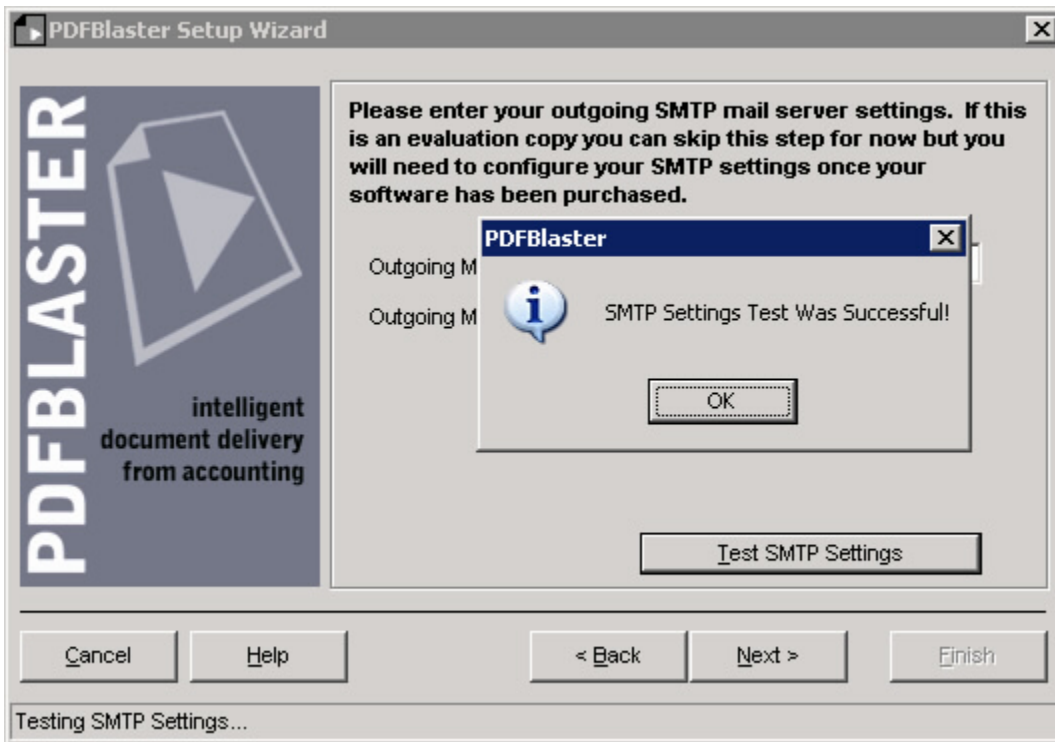 PDFBlaster Setup Wizard
PDFBLASTER
intelligent
document delivery
from accounting
Please enter your outgoing SMTP mail server settings.  If this
is an evaluation copy you can skip this step for now but you
will need to configure your SMTP settings once your
software has been purchased.
Outgoing M
Outgoing M
PDFBlaster
SMTP Settings Test Was Successful!
OK
Test SMTP Settings
Cancel
Help
< Back
Next >
Finish
Testing SMTP Settings...